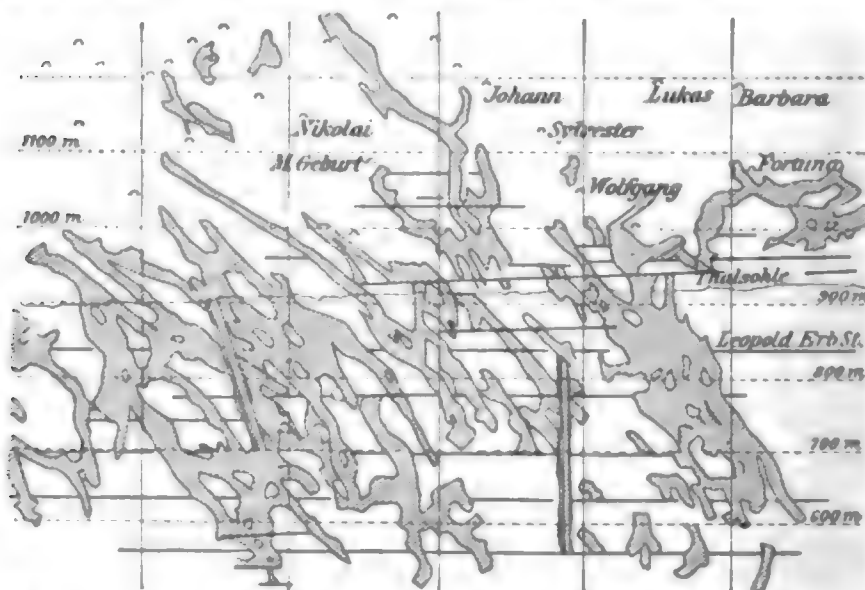 Johann
Lukas
Barbara
Nikolai
Sylvester
1100 m.
M. Geburt
Wolfgang
Fortuna
1000 m.
Thalsohle
900 m
Leopold Erb St.
800 m
700 m
600 m